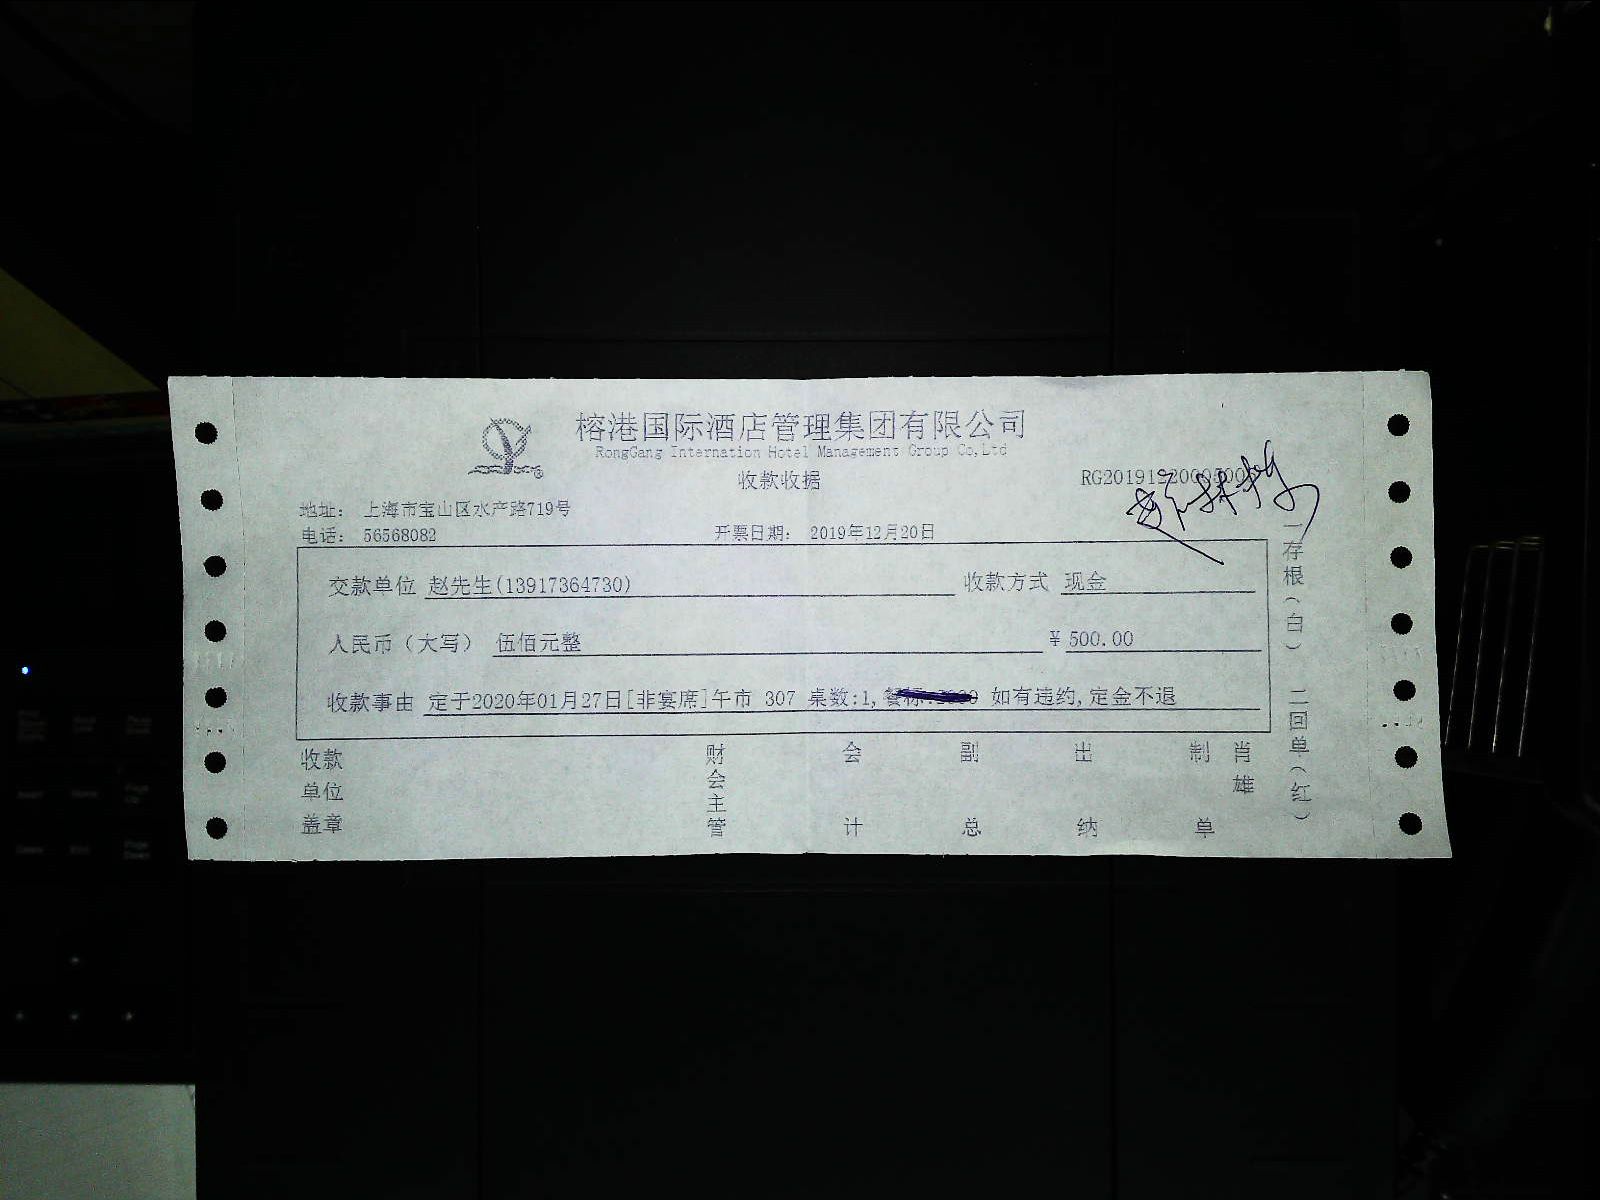 榕港国际酒店管理集团有限公司
RongGang Internation Hotel Management Group Co,Ltd
收款收据
地址： 上海市宝山区水产路719号
电话： 56568082
开票日期： 2019年12月20日
交款单位 赵先生(13917364730)
收款方式 现金
人民币（大写） 伍佰元整
¥ 500.00
收款事由 定于2020年01月27日[非宴席]午市 307 桌数:1, 如有违约,定金不退
收款单位盖章
财会主管
会计
副总
出纳
制单
肖雄
一存根（白）
二回单（红）